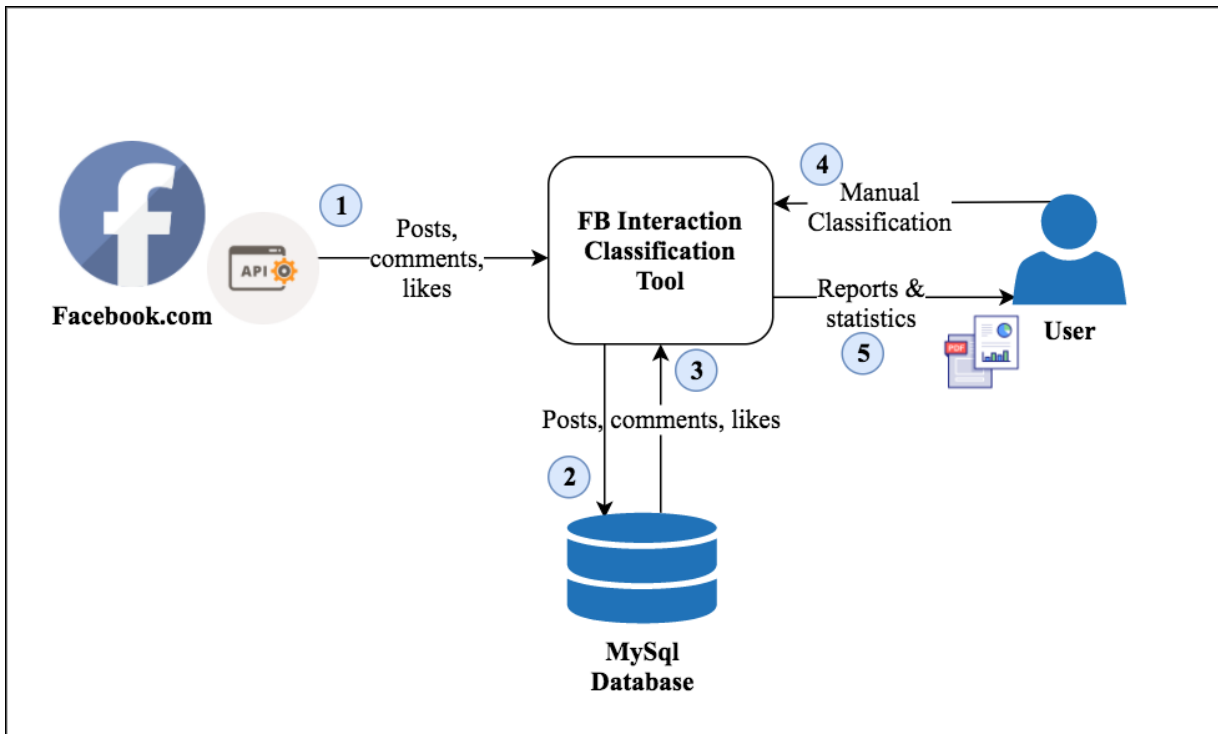 1
Posts,
comments,
likes
API
Facebook.com
FB Interaction
Classification
Tool
4
Manual
Classification
Reports &
statistics
5
PDF
User
3
Posts, comments, likes
2
MySql
Database